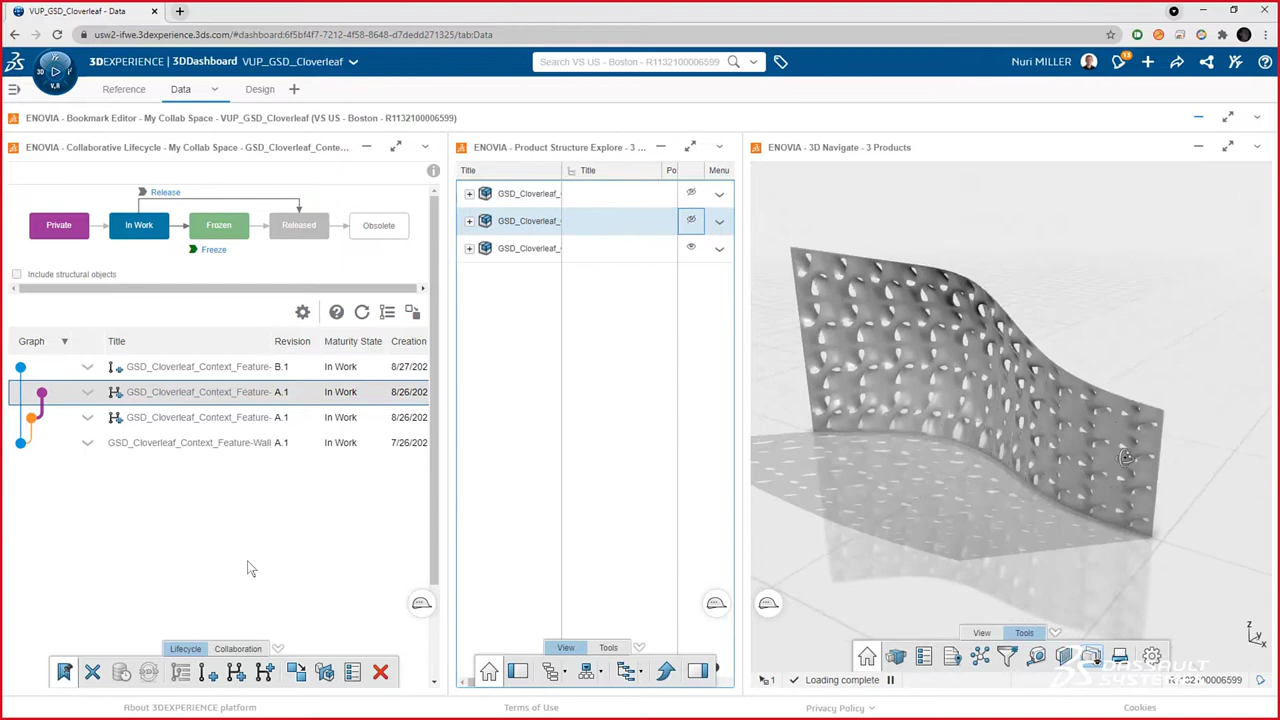 VUP_GSD_Cloverleaf - Data
usw2-ifwe.3dexperience.3ds.com/#dashboard:6f5bf4f7-7212-4f58-8648-d7dedd271325/tab:Data
3DEXPERIENCE | 3DDashboard VUP_GSD_Cloverleaf
Search VS US - Boston - R1132100006599
Nuri MILLER
13
3D
V,R
Reference
Data
Design
ENOVIA - Bookmark Editor - My Collab Space - VUP_GSD_Cloverleaf (VS US - Boston - R1132100006599)
ENOVIA - Collaborative Lifecycle - My Collab Space - GSD_Cloverleaf_Conte...
ENOVIA - Product Structure Explore - 3 ...
ENOVIA - 3D Navigate - 3 Products
Release
Private
In Work
Frozen
Released
Obsolete
Freeze
Include structural objects
Graph
Title
Revision
Maturity State
Creation
GSD_Cloverleaf_Context_Feature- B.1 In Work 8/27/202
GSD_Cloverleaf_Context_Feature- A.1 In Work 8/26/202
GSD_Cloverleaf_Context_Feature- A.1 In Work 8/26/202
GSD_Cloverleaf_Context_Feature-Wall A.1 In Work 7/26/202
Title
Title
Po
Menu
GSD_Cloverleaf_
GSD_Cloverleaf_
GSD_Cloverleaf_
z
y
x
Lifecycle
Collaboration
View
Tools
View
Tools
1
Loading complete
DASSAULT
SYSTEMES
R1132100006599
About 3DEXPERIENCE platform
Terms of Use
Privacy Policy
Cookies